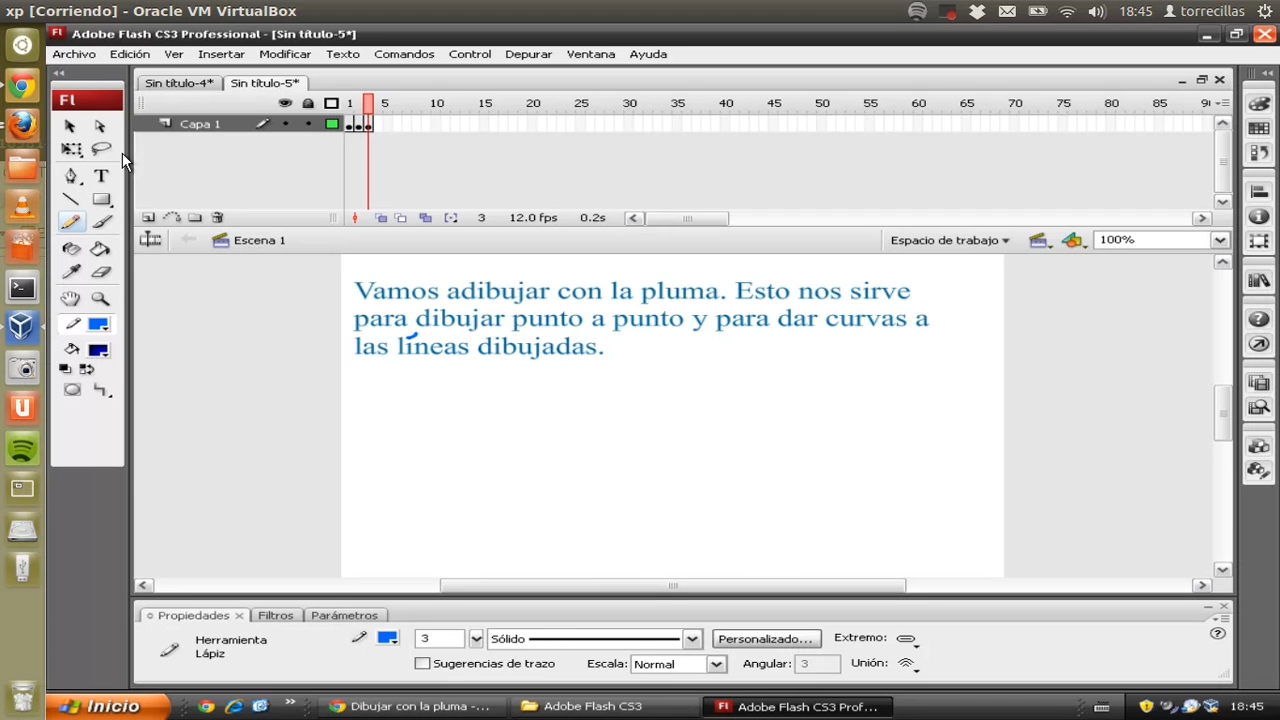 xp [Corriendo] - Oracle VM VirtualBox
18:45 torrecillas
Fl Adobe Flash CS3 Professional - [Sin título-5*]
Archivo Edición Ver Insertar Modificar Texto Comandos Control Depurar Ventana Ayuda
Sin título-4* Sin título-5*
Fl
1 5 10 15 20 25 30 35 40 45 50 55 60 65 70 75 80 85 90
Capa 1
3 12.0 fps 0.2s
Escena 1 Espacio de trabajo 100%
Vamos adibujar con la pluma. Esto nos sirve
para dibujar punto a punto y para dar curvas a
las líneas dibujadas.
Propiedades Filtros Parámetros
Herramienta
Lápiz
3 Sólido Personalizado... Extremo:
Sugerencias de trazo Escala: Normal Angular: 3 Unión:
Inicio Dibujar con la pluma -... Adobe Flash CS3 Fl Adobe Flash CS3 Prof... 18:45